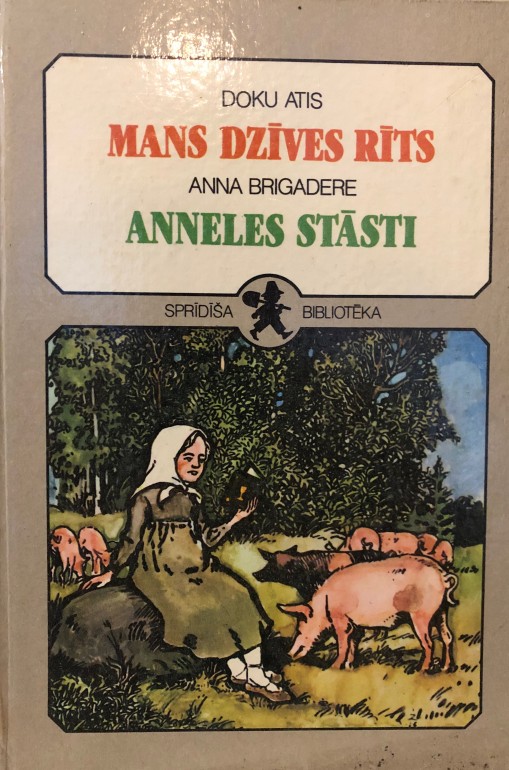 DOKU ATIS
MANS DZĪVES RĪTS
ANNA BRIGADERE
ANNELES STĀSTI
SPRĪDĪŠA BIBLIOTĒKA